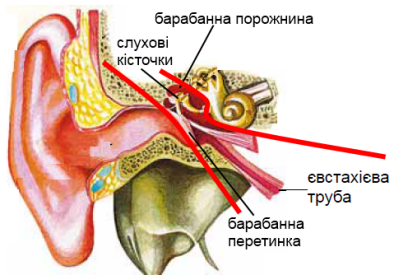 барабанна порожнина
слухові
кісточки
євстахієва
труба
барабанна
перетинка